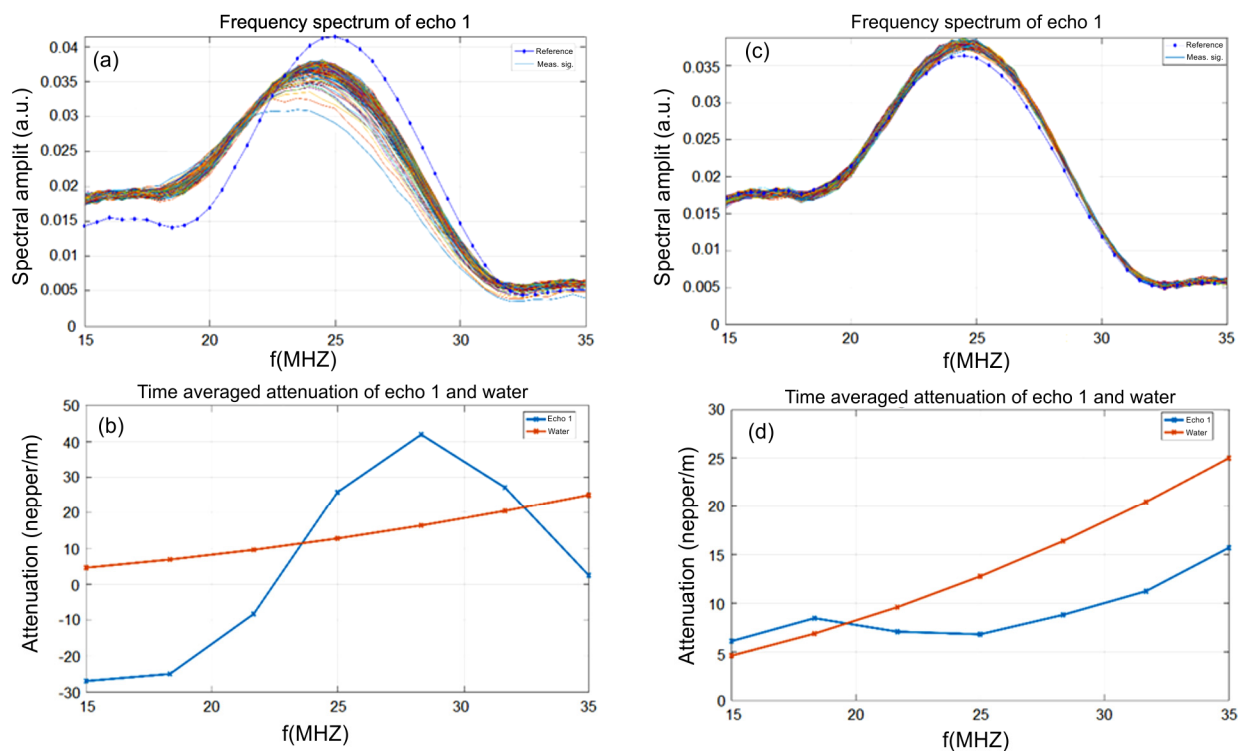 Frequency spectrum of echo 1
(a)
Reference
Meas. sig.
0.04
0.035
0.03
0.025
0.02
0.015
0.01
0.005
0
Spectral amplit (a.u.)
15 20 25 30 35
f(MHZ)
Frequency spectrum of echo 1
(c)
Reference
Meas. sig.
0.035
0.03
0.025
0.02
0.015
0.01
0.005
0
Spectral amplit (a.u.)
15 20 25 30 35
f(MHZ)
Time averaged attenuation of echo 1 and water
(b)
Echo 1
Water
50
40
30
20
10
0
-10
-20
-30
Attenuation (nepper/m)
15 20 25 30 35
f(MHZ)
Time averaged attenuation of echo 1 and water
(d)
Echo 1
Water
30
25
20
15
10
5
0
Attenuation (nepper/m)
15 20 25 30 35
f(MHZ)